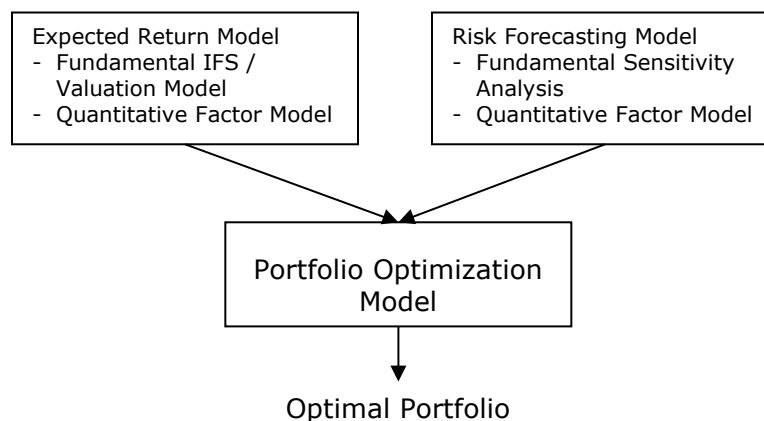 Expected Return Model
- Fundamental IFS /
Valuation Model
- Quantitative Factor Model
Risk Forecasting Model
- Fundamental Sensitivity
Analysis
- Quantitative Factor Model
Portfolio Optimization
Model
Optimal Portfolio